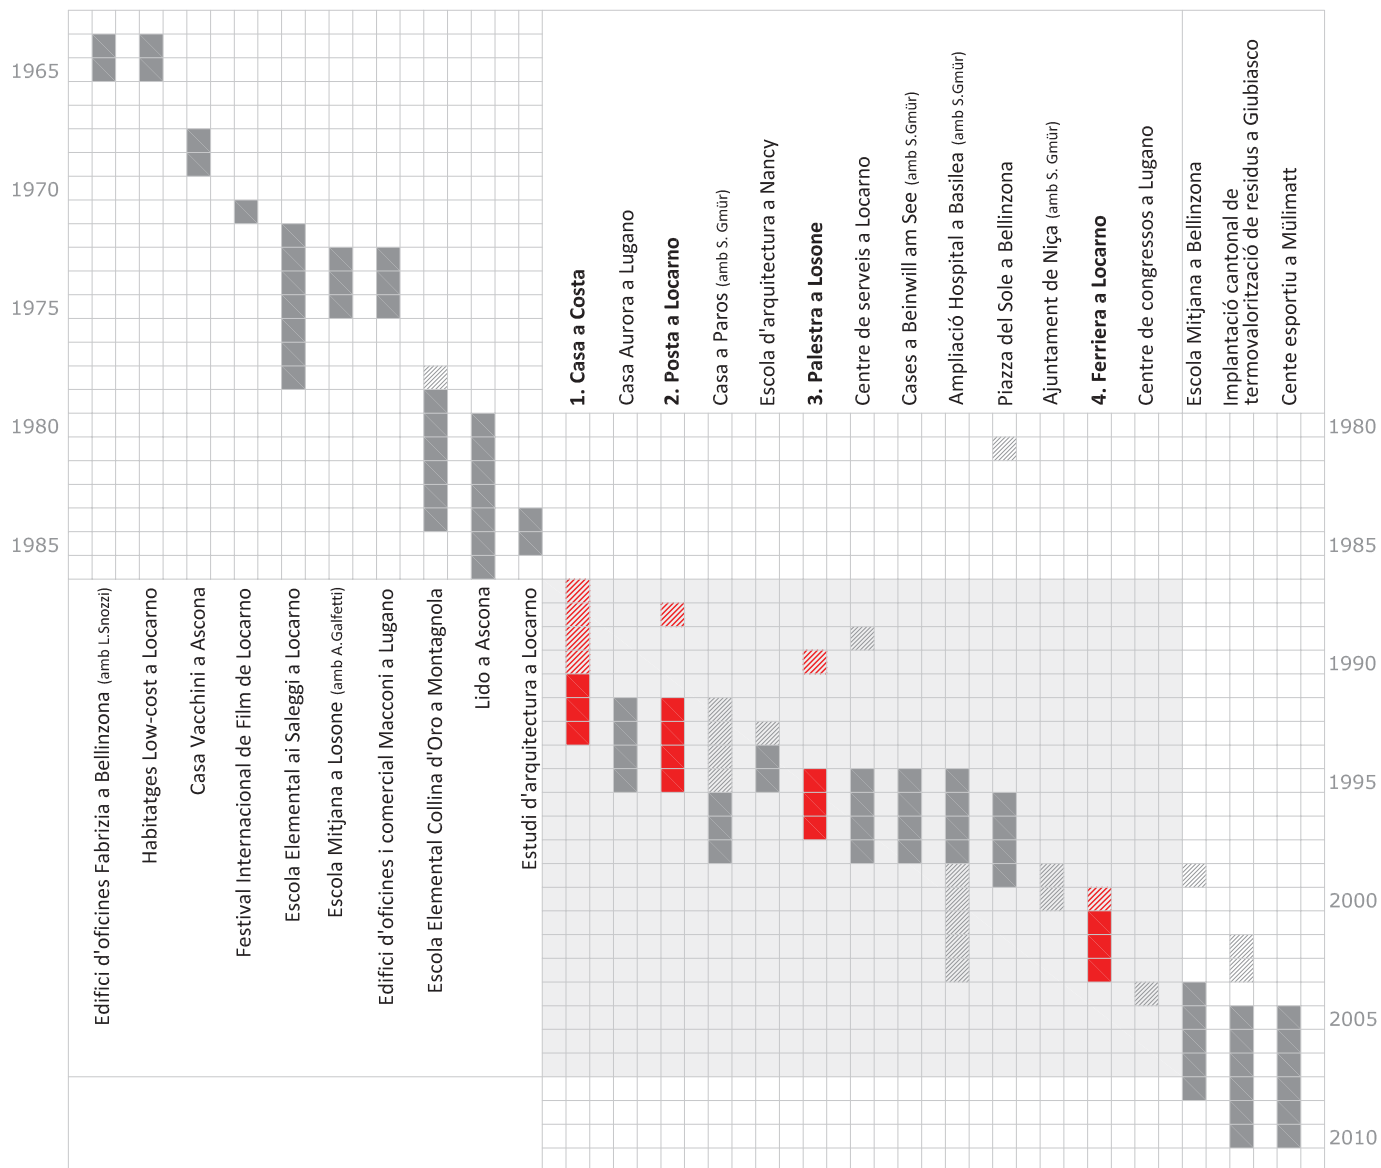 1965
1970
1975
1980
1985
Edifici d'oficines Fabrizia a Bellinzona (amb L.Snozzi)
Habitatges Low-cost a Locarno
Casa Vacchini a Ascona
Festival Internacional de Film de Locarno
Escola Elemental ai Saleggi a Locarno
Escola Mitjana a Losone (amb A.Galfetti)
Edifici d'oficines i comercial Macconi a Lugano
Escola Elemental Collina d'Oro a Montagnola
Lido a Ascona
Estudi d'arquitectura a Locarno
1. Casa a Costa
Casa Aurora a Lugano
2. Posta a Locarno
Casa a Paros (amb S. Gmür)
Escola d'arquitectura a Nancy
3. Palestra a Losone
Centre de serveis a Locarno
Cases a Beinwill am See (amb S.Gmür)
Ampliació Hospital a Basilea (amb S.Gmür)
Piazza del Sole a Bellinzona
Ajuntament de Niça (amb S. Gmür)
4. Ferriera a Locarno
Centre de congressos a Lugano
Escola Mitjana a Bellinzona
Implantació cantonal de
termovalorització de residus a Giubiasco
Cente esportiu a Mülimatt
1980
1985
1990
1995
2000
2005
2010